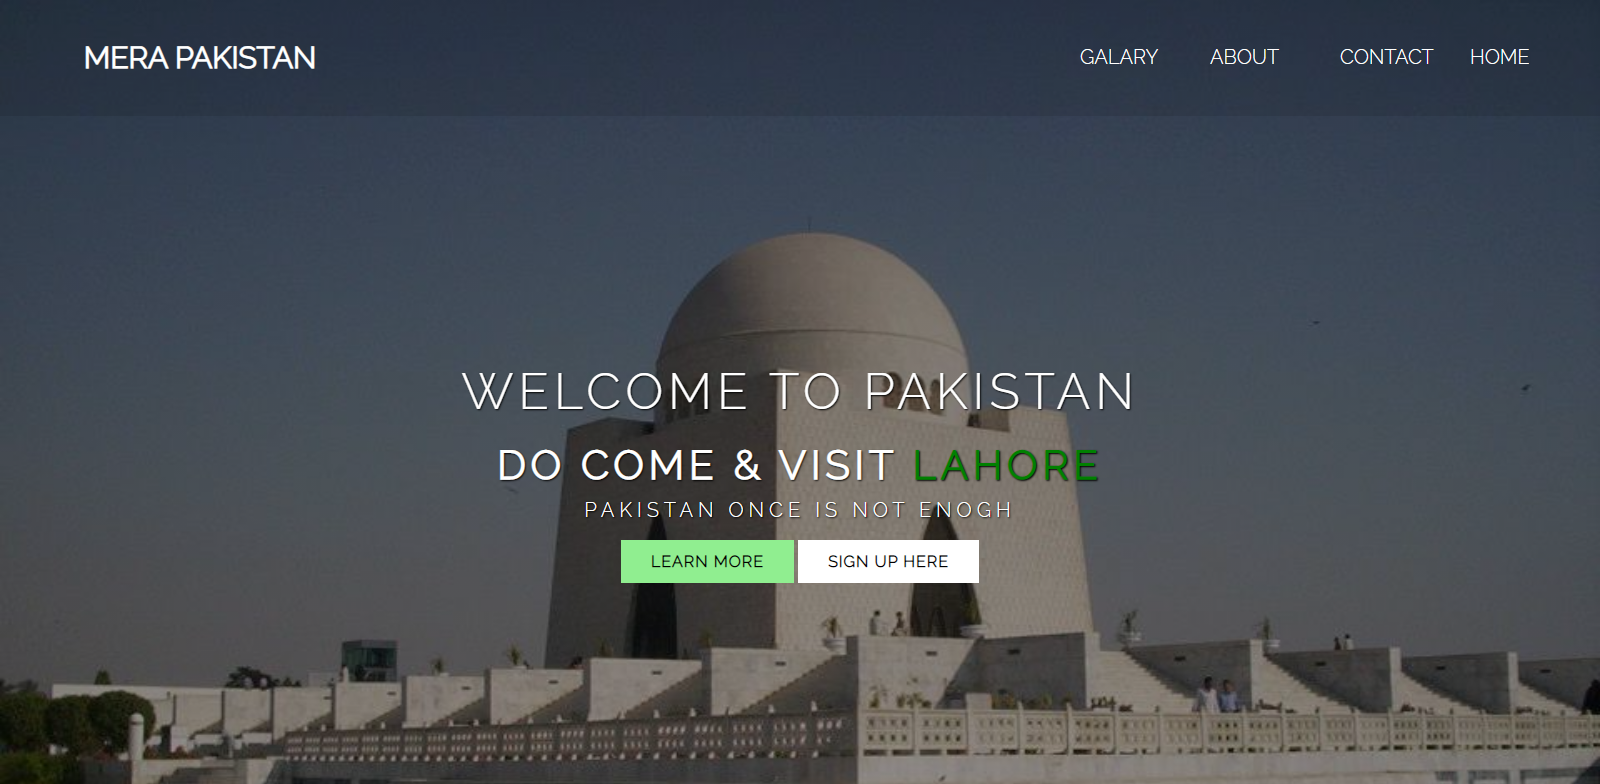 MERA PAKISTAN
GALARY ABOUT CONTACT HOME
WELCOME TO PAKISTAN
DO COME & VISIT LAHORE
PAKISTAN ONCE IS NOT ENOGH
LEARN MORE SIGN UP HERE